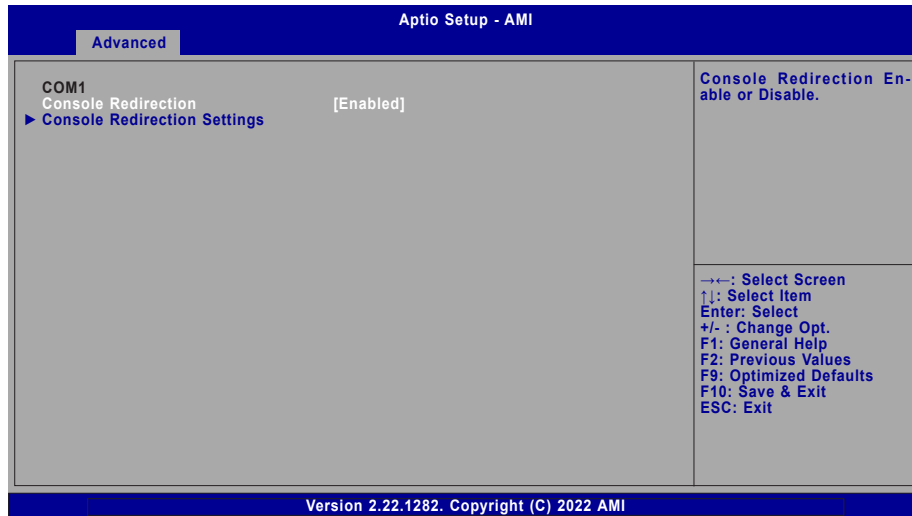 Aptio Setup - AMI
Advanced
COM1
Console Redirection [Enabled]
► Console Redirection Settings
Console Redirection En-
able or Disable.
→←: Select Screen
↑↓: Select Item
Enter: Select
+/- : Change Opt.
F1: General Help
F2: Previous Values
F9: Optimized Defaults
F10: Save & Exit
ESC: Exit
Version 2.22.1282. Copyright (C) 2022 AMI